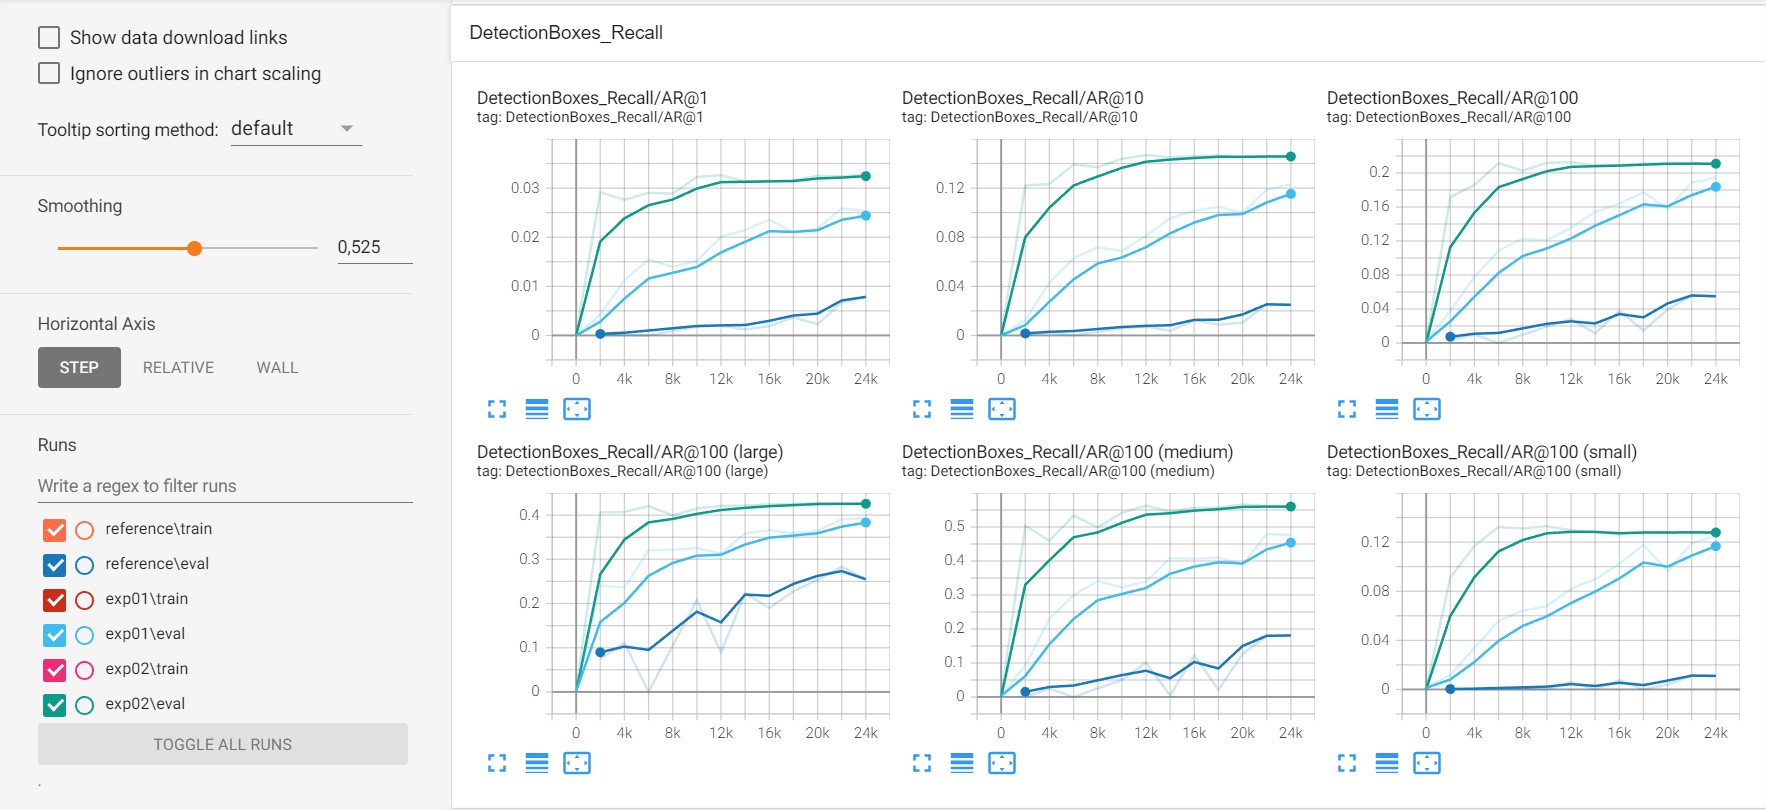 Show data download links
Ignore outliers in chart scaling
Tooltip sorting method: default
Smoothing
0,525
Horizontal Axis
STEP RELATIVE WALL
Runs
Write a regex to filter runs
reference\train
reference\eval
exp01\train
exp01\eval
exp02\train
exp02\eval
TOGGLE ALL RUNS
.
DetectionBoxes_Recall
DetectionBoxes_Recall/AR@1
tag: DetectionBoxes_Recall/AR@1
0.03
0.02
0.01
0
0 4k 8k 12k 16k 20k 24k
DetectionBoxes_Recall/AR@10
tag: DetectionBoxes_Recall/AR@10
0.12
0.08
0.04
0
0 4k 8k 12k 16k 20k 24k
DetectionBoxes_Recall/AR@100
tag: DetectionBoxes_Recall/AR@100
0.2
0.16
0.12
0.08
0.04
0
0 4k 8k 12k 16k 20k 24k
DetectionBoxes_Recall/AR@100 (large)
tag: DetectionBoxes_Recall/AR@100 (large)
0.4
0.3
0.2
0.1
0
0 4k 8k 12k 16k 20k 24k
DetectionBoxes_Recall/AR@100 (medium)
tag: DetectionBoxes_Recall/AR@100 (medium)
0.5
0.4
0.3
0.2
0.1
0
0 4k 8k 12k 16k 20k 24k
DetectionBoxes_Recall/AR@100 (small)
tag: DetectionBoxes_Recall/AR@100 (small)
0.12
0.08
0.04
0
0 4k 8k 12k 16k 20k 24k